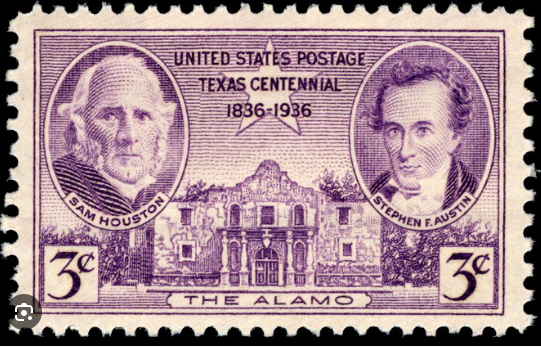 UNITED STATES POSTAGE
TEXAS CENTENNIAL
1836-1936
SAM HOUSTON
STEPHEN F. AUSTIN
3¢
3¢
THE ALAMO